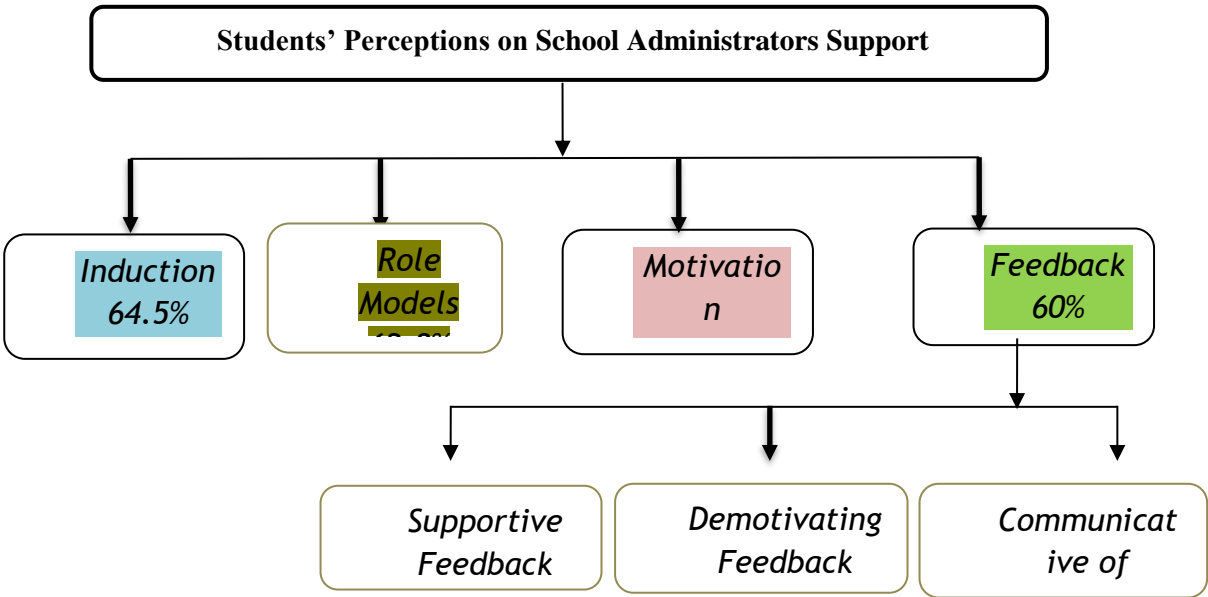 Students’ Perceptions on School Administrators Support
Induction
64.5%
Role
Models
Motivatio
n
Feedback
60%
Supportive
Feedback
Demotivating
Feedback
Communicat
ive of